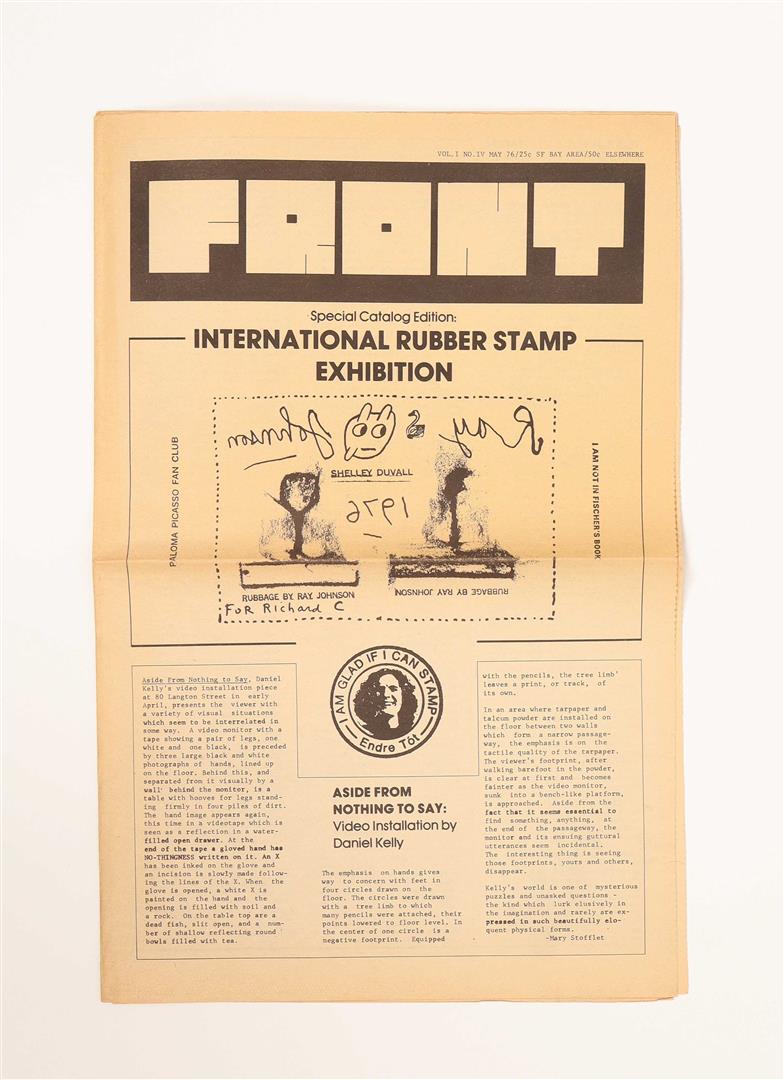 VOL.I NO.IV MAY 76/25c SF BAY AREA/50c ELSEWHERE
FRONT
Special Catalog Edition:
INTERNATIONAL RUBBER STAMP
EXHIBITION
PALOMA PICASSO FAN CLUB
Ray Johnson
SHELLEY DUVALL
1976
RUBBAGE BY RAY JOHNSON
RUBBAGE BY RAY JOHNSON
FOR Richard C
I AM NOT IN FISCHER'S BOOK
I AM GLAD IF I CAN STAMP
Endre Tót
Aside From Nothing to Say, Daniel
Kelly's video installation piece
at 80 Langton Street in early
April, presents the viewer with
a variety of visual situations
which seem to be interrelated in
some way. A video monitor with a
tape showing a pair of legs, one
white and one black, is preceded
by three large black and white
photographs of hands, lined up
on the floor. Behind this, and
separated from it visually by a
wall behind the monitor, is a
table with hooves for legs stand-
ing firmly in four piles of dirt.
The hand image appears again,
this time in a videotape which is
seen as a reflection in a water-
filled open drawer. At the
end of the tape a gloved hand has
NO-THINGNESS written on it. An X
has been inked on the glove and
an incision is slowly made follow-
ing the lines of the X. When the
glove is opened, a white X is
painted on the hand and the
opening is filled with soil and
a rock. On the table top are a
dead fish, slit open, and a num-
ber of shallow reflecting round
bowls filled with tea.
ASIDE FROM
NOTHING TO SAY:
Video Installation by
Daniel Kelly
The emphasis on hands gives
way to concern with feet in
four circles drawn on the
floor. The circles were drawn
with a tree limb to which
many pencils were attached, their
points lowered to floor level. In
the center of one circle is a
negative footprint. Equipped
with the pencils, the tree limb'
leaves a print, or track, of
its own.
In an area where tarpaper and
talcum powder are installed on
the floor between two walls
which form a narrow passage-
way, the emphasis is on the
tactile quality of the tarpaper.
The viewer's footprint, after
walking barefoot in the powder,
is clear at first and becomes
fainter as the video monitor,
sunk into a bench-like platform,
is approached. Aside from the
fact that it seems essential to
find something, anything, at
the end of the passageway, the
monitor and its ensuing guttural
utterances seem incidental.
The interesting thing is seeing
those footprints, yours and others,
disappear.
Kelly's world is one of mysterious
puzzles and unasked questions -
the kind which lurk elusively in
the imagination and rarely are ex-
pressed in such beautifully elo-
quent physical forms.
-Mary Stofflet